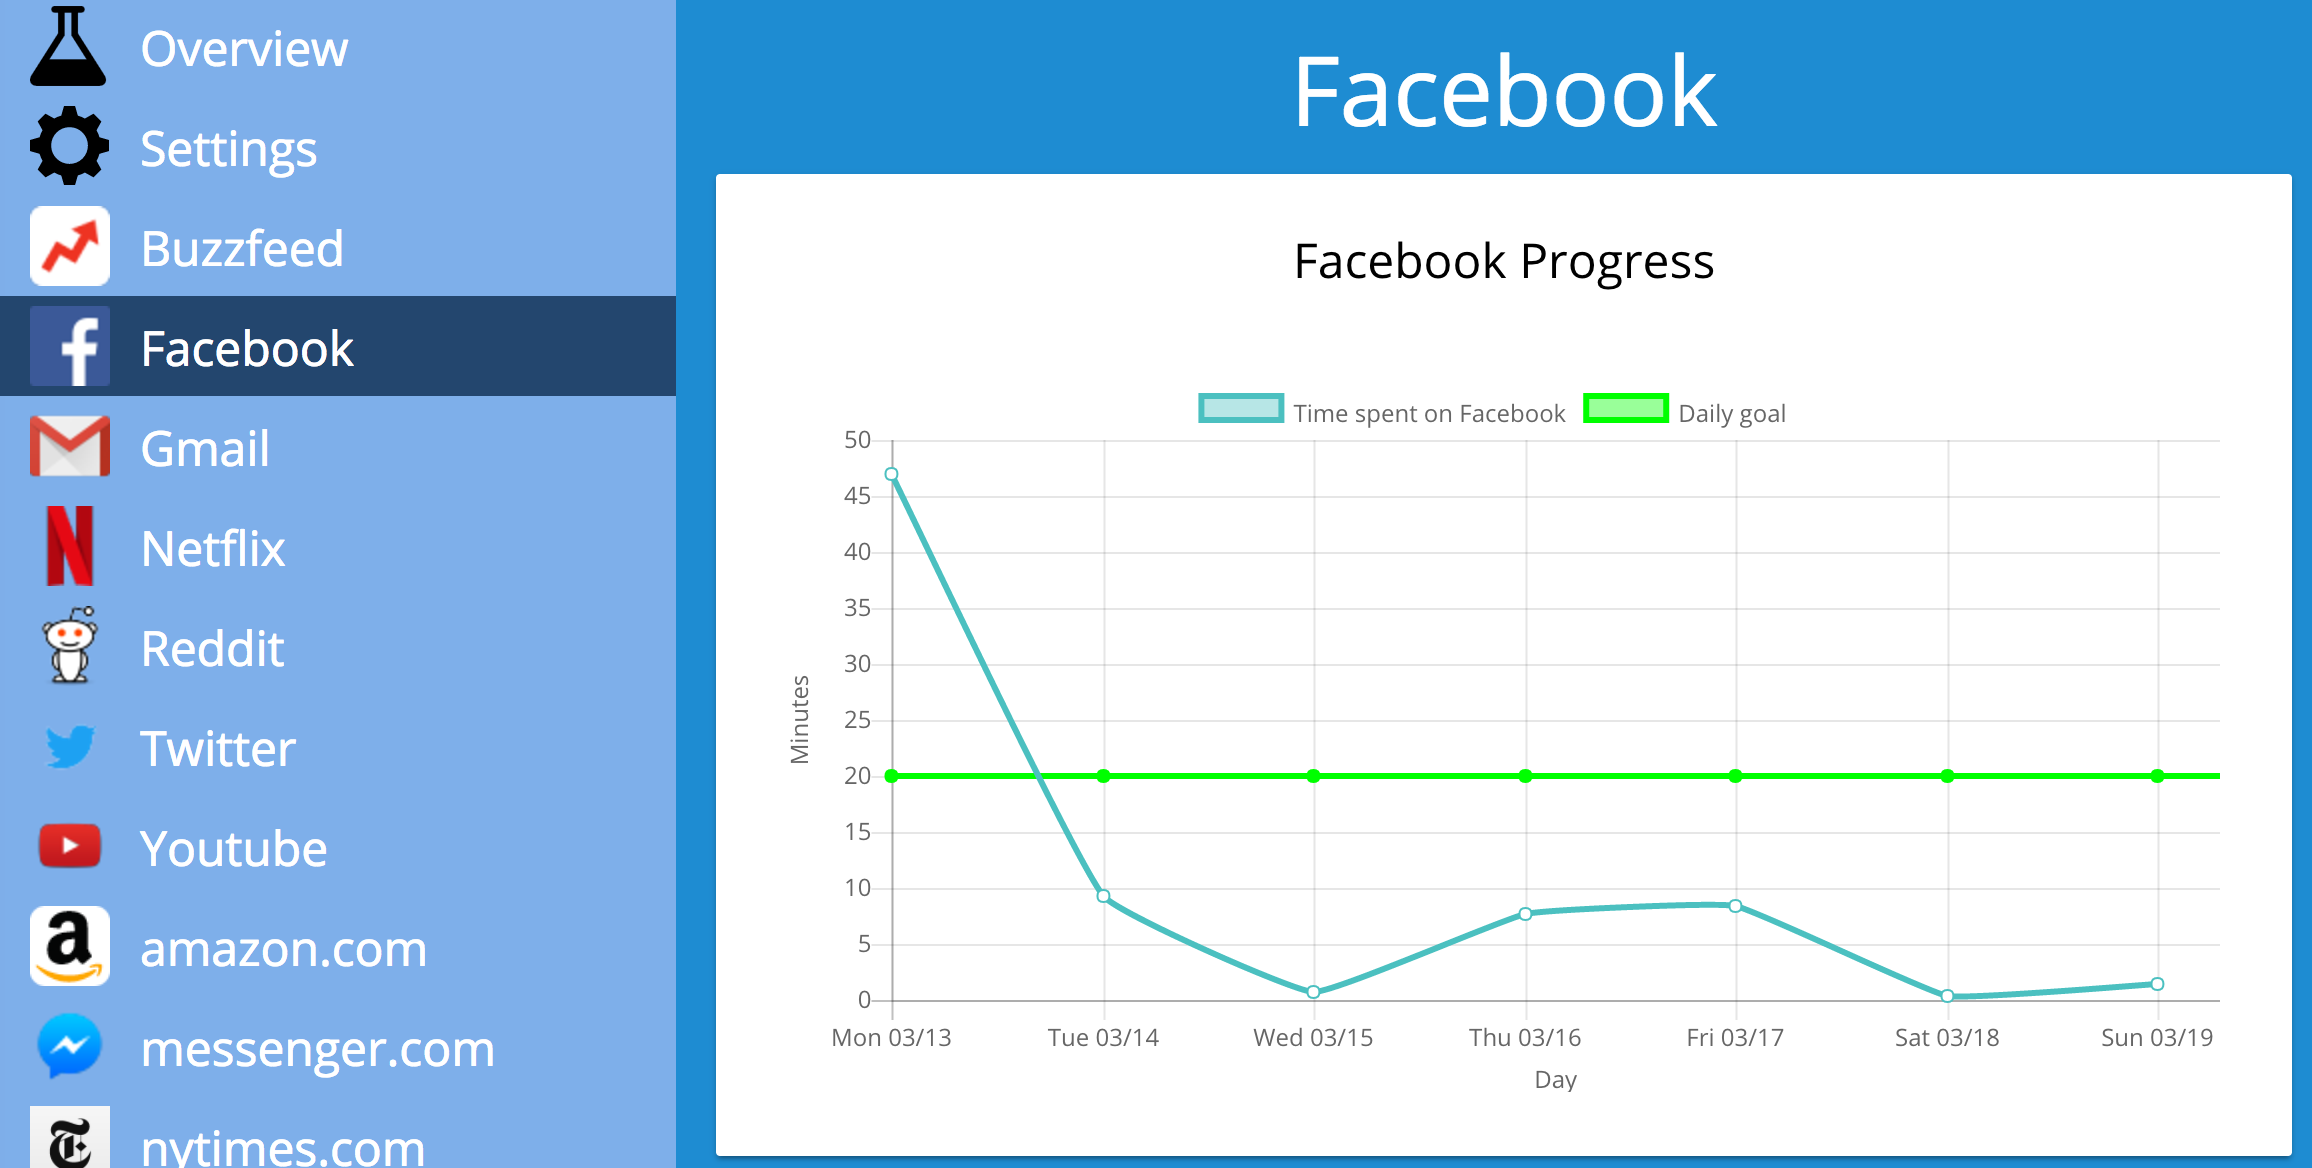 Overview
Settings
Buzzfeed
Facebook
Gmail
Netflix
Reddit
Twitter
Youtube
amazon.com
messenger.com
nytimes.com
Facebook
Facebook Progress
Time spent on Facebook
Daily goal
50
45
40
35
30
25
20
15
10
5
0
Minutes
Mon 03/13
Tue 03/14
Wed 03/15
Thu 03/16
Fri 03/17
Sat 03/18
Sun 03/19
Day